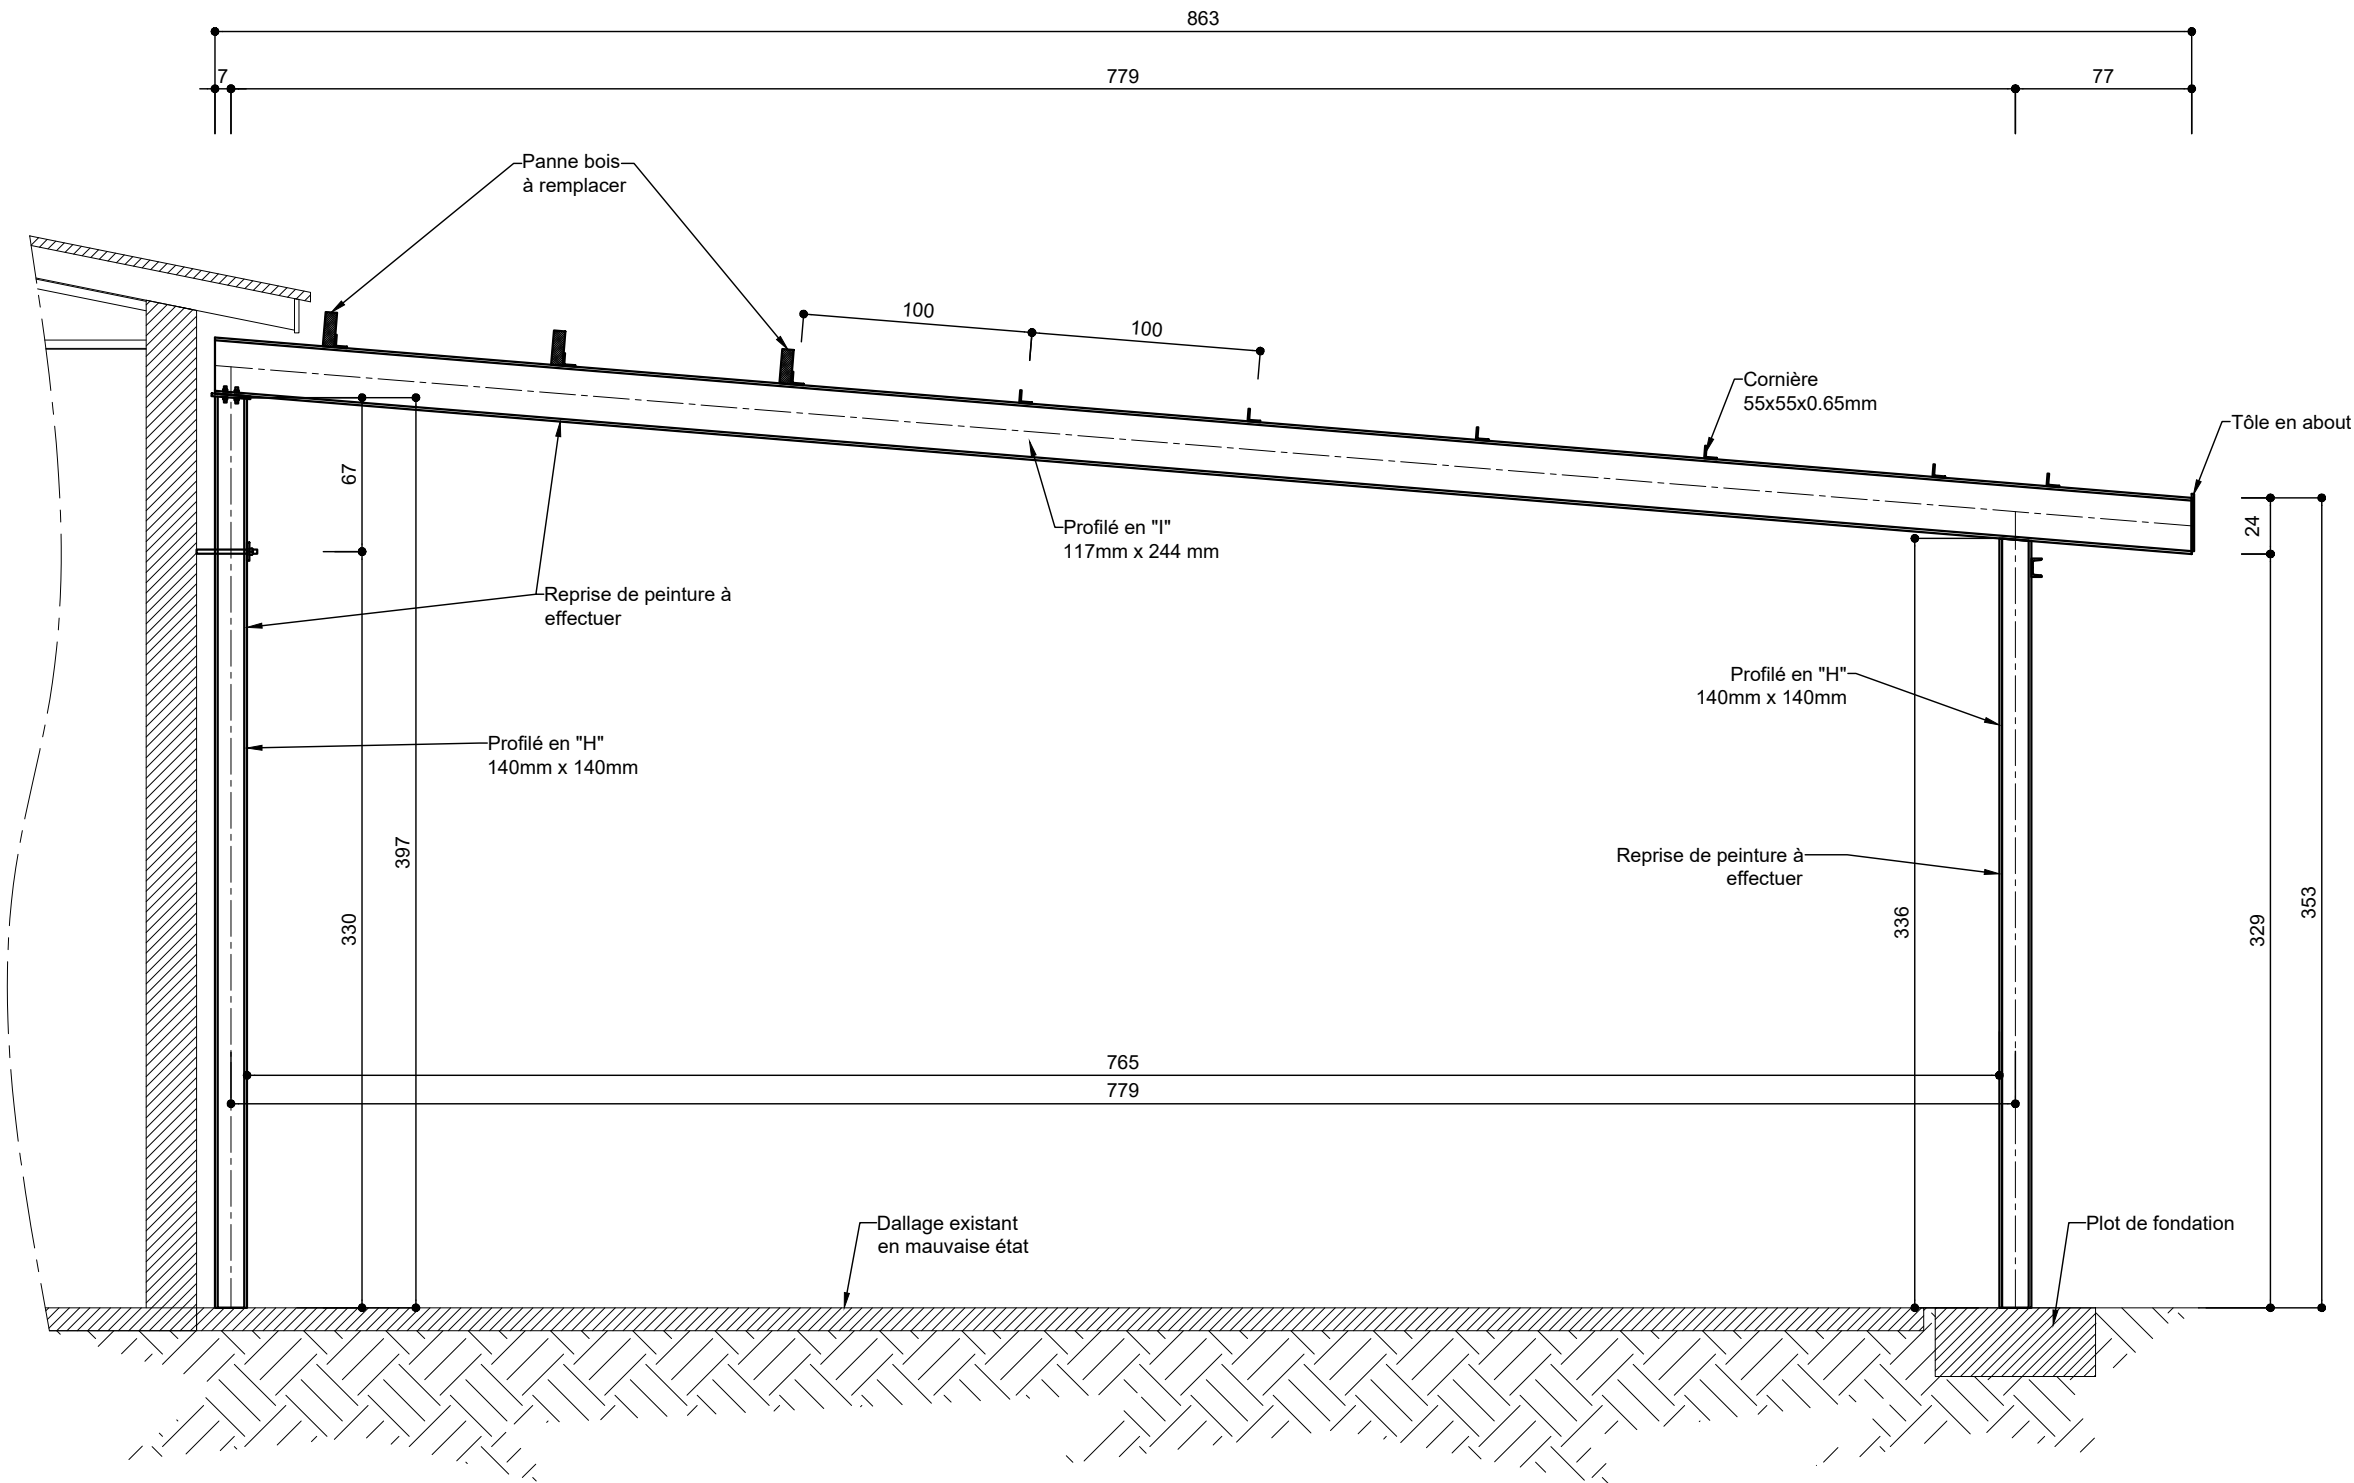 863
7
779
77
Panne bois
à remplacer
100
100
Cornière
55x55x0.65mm
Tôle en about
67
24
Profilé en "I"
117mm x 244 mm
Reprise de peinture à
effectuer
Profilé en "H"
140mm x 140mm
Profilé en "H"
140mm x 140mm
397
Reprise de peinture à
effectuer
330
336
329
353
765
779
Dallage existant
en mauvaise état
Plot de fondation